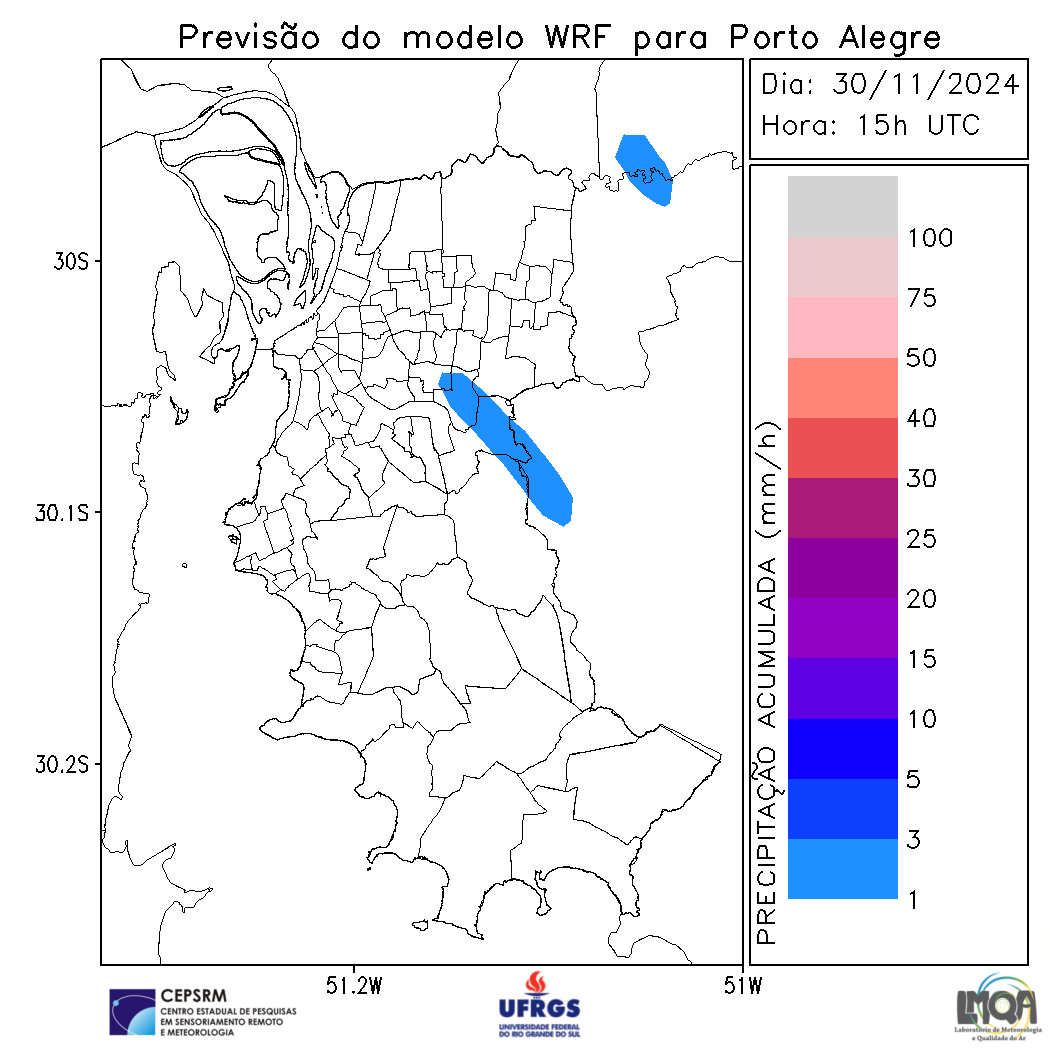 Previsão do modelo WRF para Porto Alegre
Dia: 30/11/2024
Hora: 15h UTC
30S
30.1S
30.2S
51.2W
51W
PRECIPITAÇÃO ACUMULADA (mm/h)
100
75
50
40
30
25
20
15
10
5
3
1
CEPSRM
CENTRO ESTADUAL DE PESQUISAS
EM SENSORIAMENTO REMOTO
E METEOROLOGIA
UFRGS
UNIVERSIDADE FEDERAL
DO RIO GRANDE DO SUL
LMQA
Laboratório de Meteorologia
e Qualidade do Ar